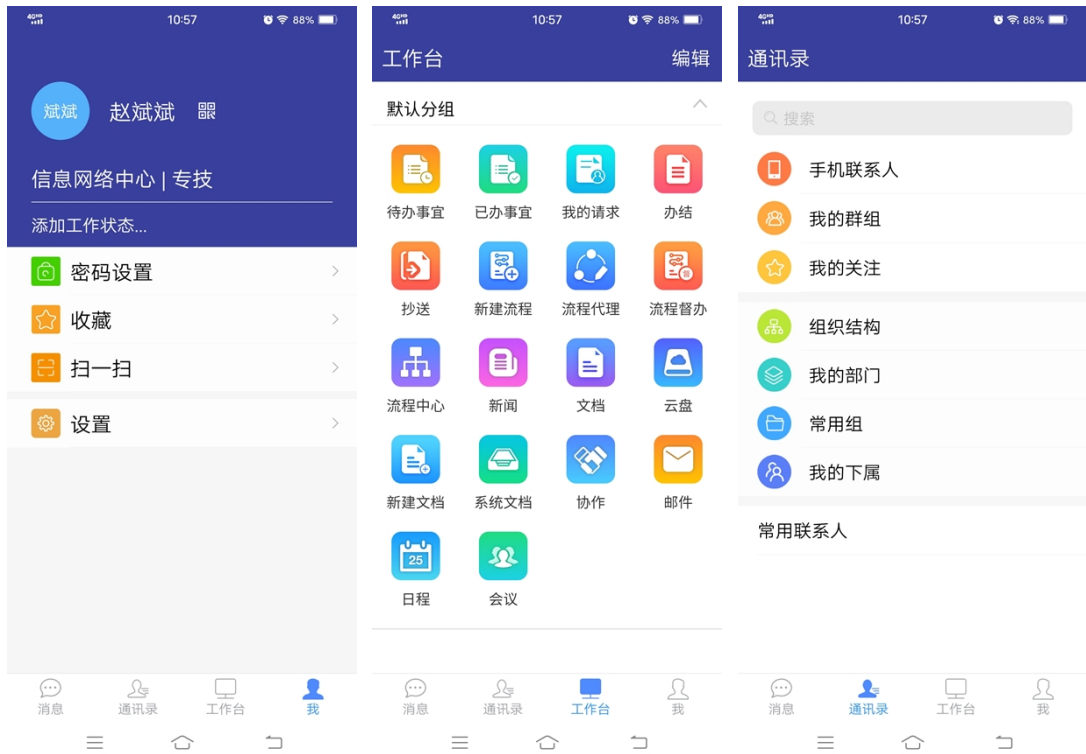 4GHD
10:57
88%
斌斌
赵斌斌
信息网络中心 | 专技
添加工作状态...
密码设置
收藏
扫一扫
设置
消息
通讯录
工作台
我
4GHD
10:57
88%
工作台
编辑
默认分组
待办事宜
已办事宜
我的请求
办结
抄送
新建流程
流程代理
流程督办
流程中心
新闻
文档
云盘
新建文档
系统文档
协作
邮件
25
日程
会议
消息
通讯录
工作台
我
4GHD
10:57
88%
通讯录
搜索
手机联系人
我的群组
我的关注
组织结构
我的部门
常用组
我的下属
常用联系人
消息
通讯录
工作台
我